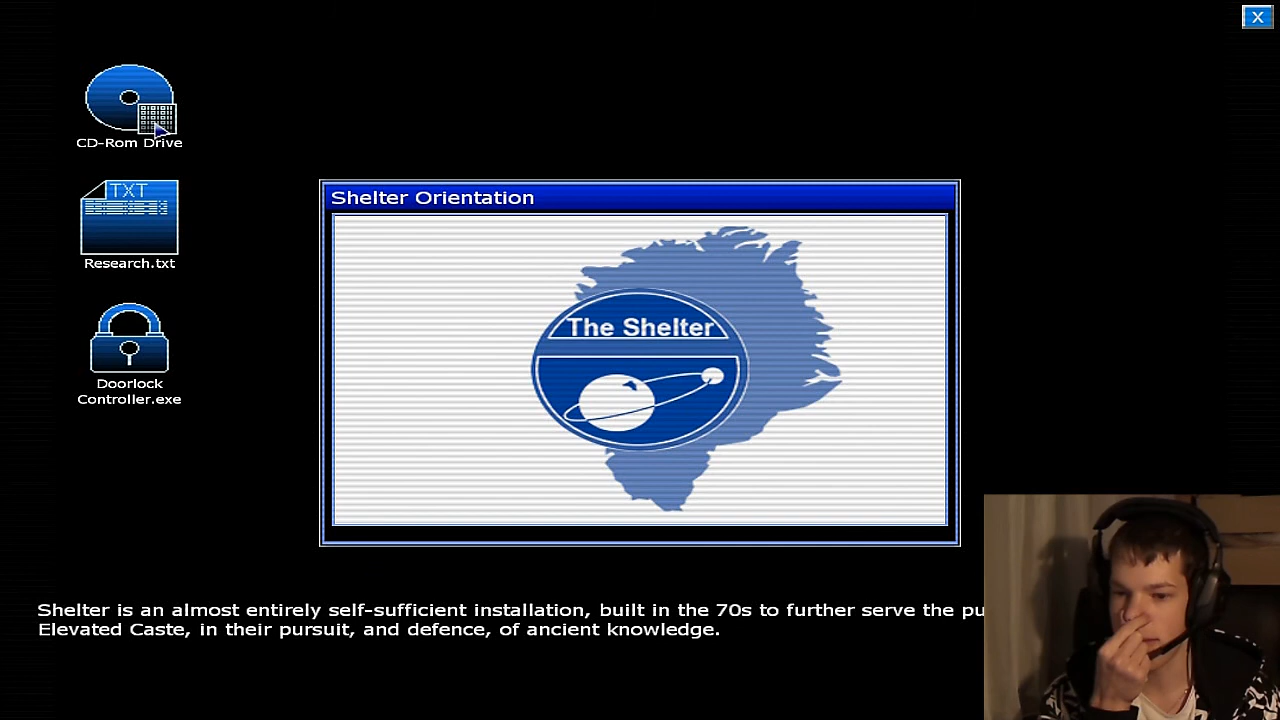 X
CD-Rom Drive
TXT
Research.txt
Doorlock
Controller.exe
Shelter Orientation
The Shelter
Shelter is an almost entirely self-sufficient installation, built in the 70s to further serve the
Elevated Caste, in their pursuit, and defence, of ancient knowledge.